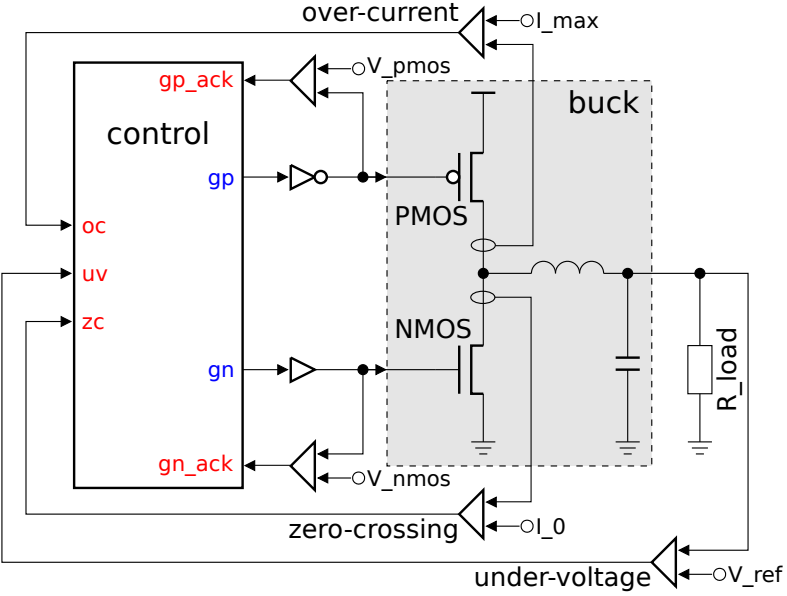 over-current
I_max
gp_ack
V_pmos
buck
control
gp
PMOS
oc
uv
zc
NMOS
gn
R_load
gn_ack
V_nmos
zero-crossing
I_0
under-voltage
V_ref